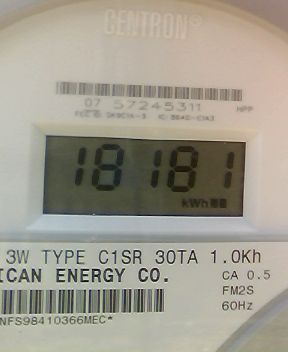 CENTRON®
07 57245311
HPP
18181
kWh
3W TYPE C1SR 30TA 1.0Kh
ICAN ENERGY CO.
CA 0.5
FM2S
60Hz
NFS98410366MEC*